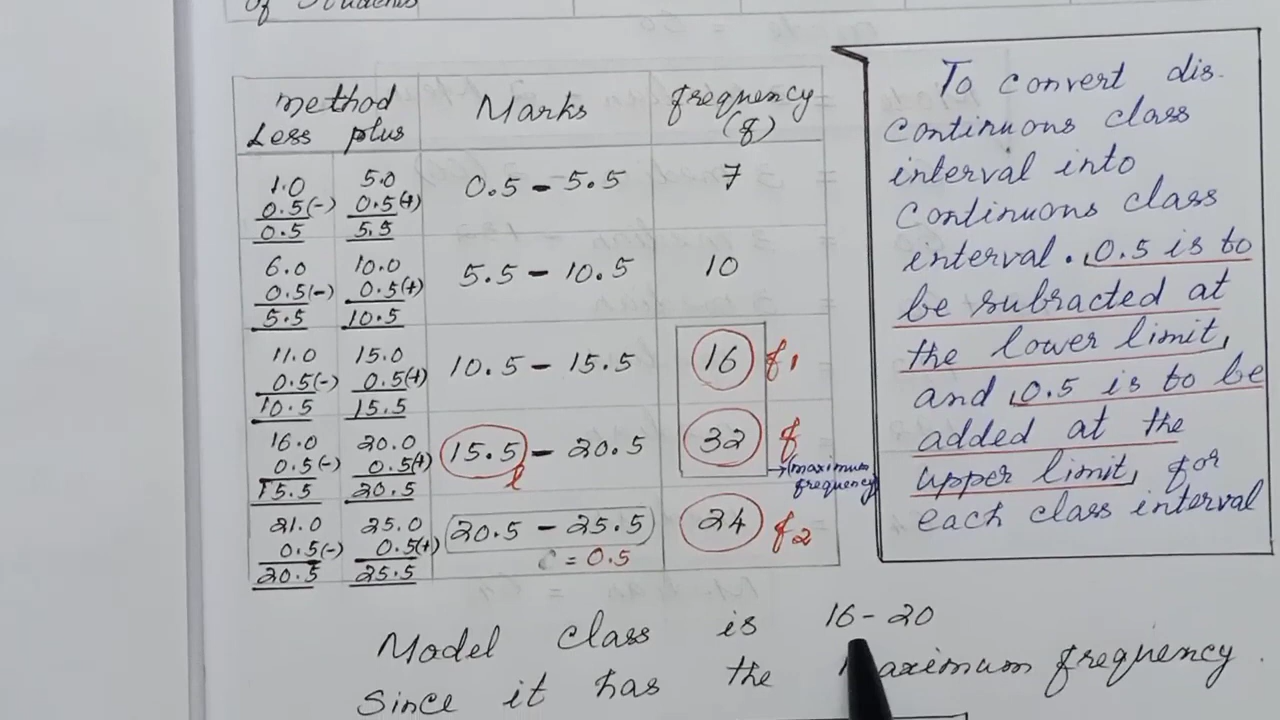 of Students
method Marks frequency
Less plus (f)
1.0 5.0 0.5 - 5.5 7
0.5(-) 0.5(+)
0.5 5.5
6.0 10.0 5.5 - 10.5 10
0.5(-) 0.5(+)
5.5 10.5
11.0 15.0 10.5 - 15.5 16 f1
0.5(-) 0.5(+)
10.5 15.5
16.0 20.0 15.5 - 20.5 32 f
0.5(-) 0.5(+) l → (maximum
15.5 20.5 frequency)
21.0 25.0 20.5 - 25.5 24 f2
0.5(-) 0.5(+) C = 0.5
20.5 25.5
To convert dis-
continuous class
interval into
continuous class
interval. 0.5 is to
be subracted at
the lower limit,
and 0.5 is to be
added at the
upper limit, for
each class interval
Model class is 16 - 20
Since it has the maximum frequency.